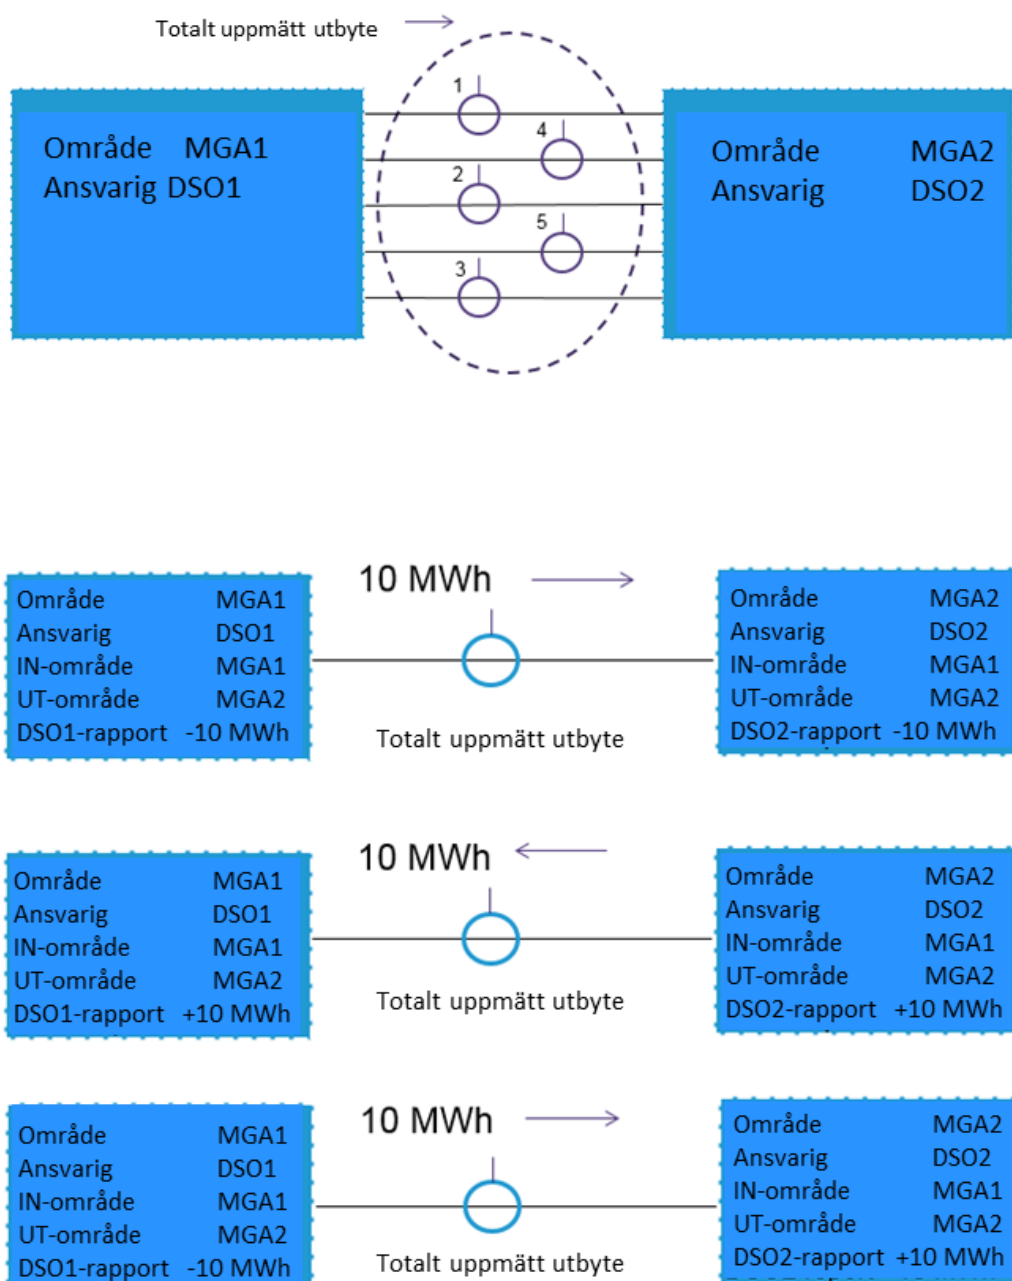 Totalt uppmätt utbyte
1
4
2
5
3
Område MGA1
Ansvarig DSO1
Område MGA2
Ansvarig DSO2
10 MWh
Område MGA1
Ansvarig DSO1
IN-område MGA1
UT-område MGA2
DSO1-rapport -10 MWh
Totalt uppmätt utbyte
Område MGA2
Ansvarig DSO2
IN-område MGA1
UT-område MGA2
DSO2-rapport -10 MWh
10 MWh
Område MGA1
Ansvarig DSO1
IN-område MGA1
UT-område MGA2
DSO1-rapport +10 MWh
Totalt uppmätt utbyte
Område MGA2
Ansvarig DSO2
IN-område MGA1
UT-område MGA2
DSO2-rapport +10 MWh
10 MWh
Område MGA1
Ansvarig DSO1
IN-område MGA1
UT-område MGA2
DSO1-rapport -10 MWh
Totalt uppmätt utbyte
Område MGA2
Ansvarig DSO2
IN-område MGA1
UT-område MGA2
DSO2-rapport +10 MWh